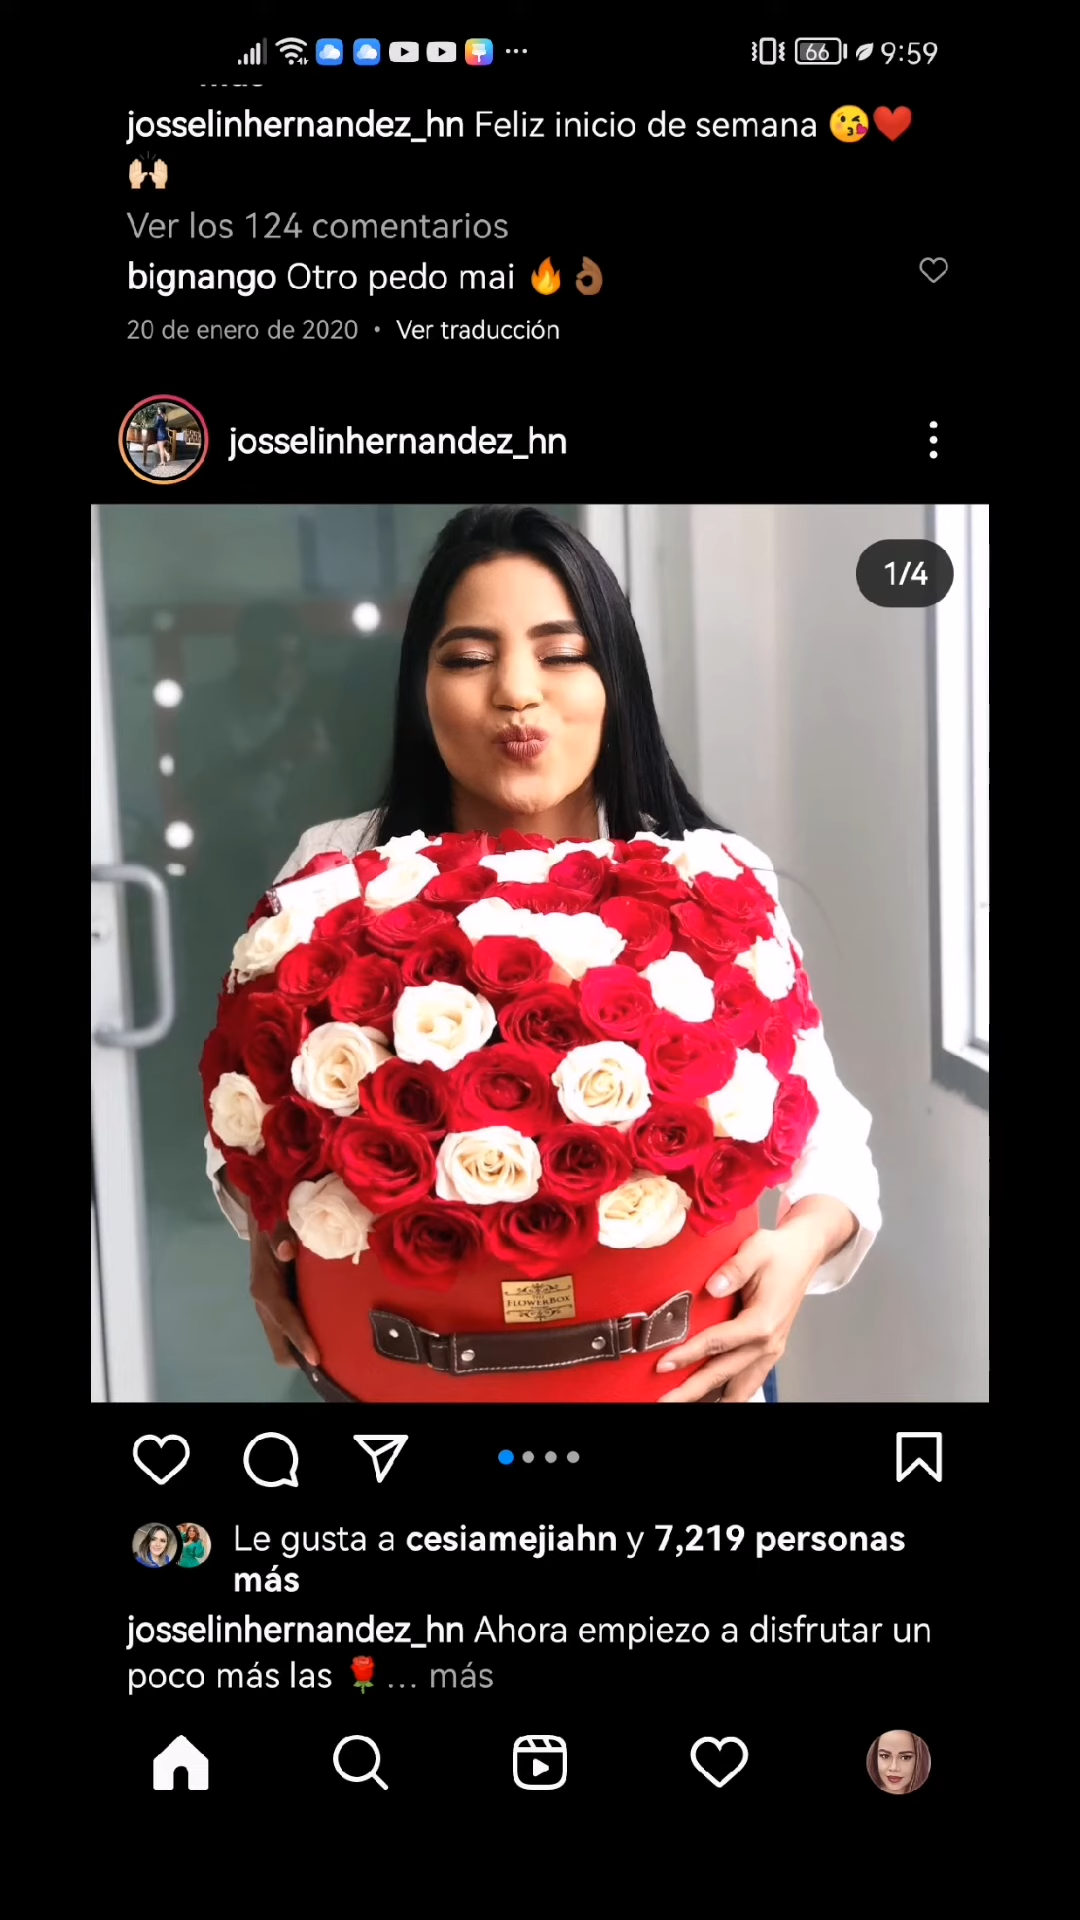 66 9:59
josselinhernandez_hn Feliz inicio de semana 😘❤️
🙌🏻
Ver los 124 comentarios
bignango Otro pedo mai 🔥👌🏾
20 de enero de 2020 • Ver traducción
josselinhernandez_hn
1/4
FLOWERBOX
Le gusta a cesiamejiahn y 7,219 personas
más
josselinhernandez_hn Ahora empiezo a disfrutar un
poco más las 🌹... más